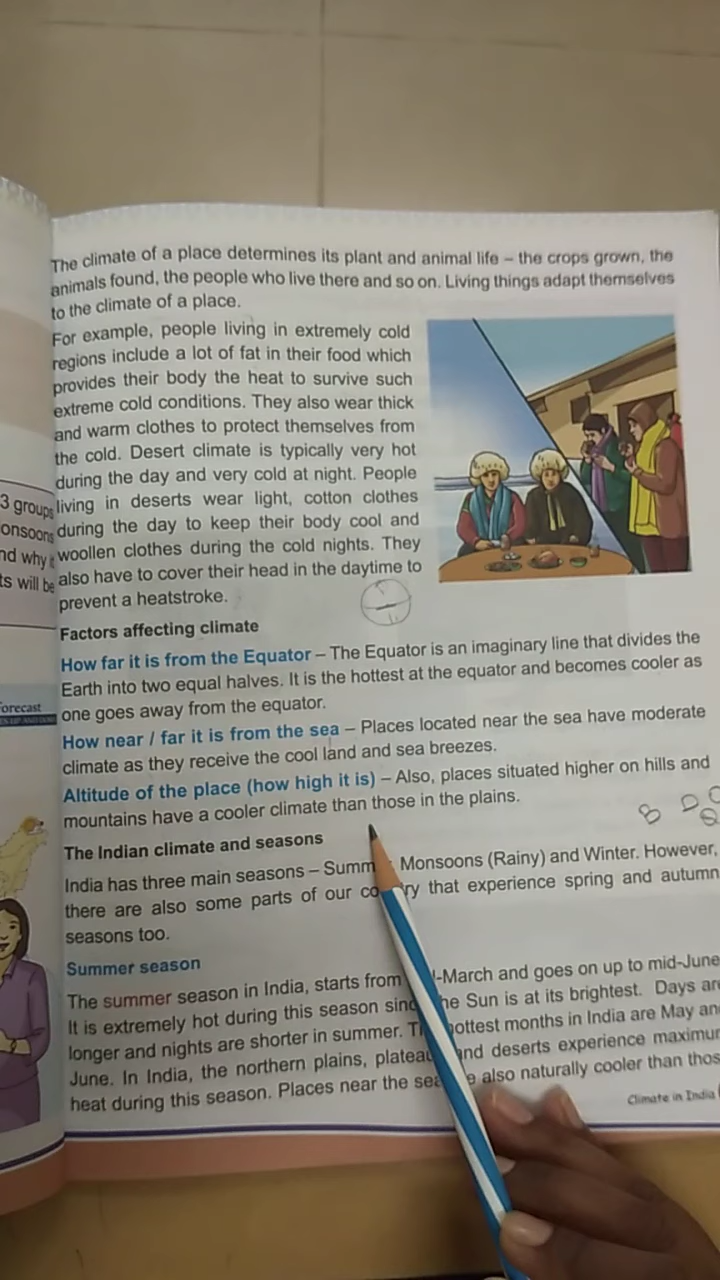 The climate of a place determines its plant and animal life – the crops grown, the
animals found, the people who live there and so on. Living things adapt themselves
to the climate of a place.
For example, people living in extremely cold
regions include a lot of fat in their food which
provides their body the heat to survive such
extreme cold conditions. They also wear thick
and warm clothes to protect themselves from
the cold. Desert climate is typically very hot
during the day and very cold at night. People
living in deserts wear light, cotton clothes
during the day to keep their body cool and
woollen clothes during the cold nights. They
also have to cover their head in the daytime to
prevent a heatstroke.
Factors affecting climate
How far it is from the Equator – The Equator is an imaginary line that divides the
Earth into two equal halves. It is the hottest at the equator and becomes cooler as
one goes away from the equator.
How near / far it is from the sea – Places located near the sea have moderate
climate as they receive the cool land and sea breezes.
Altitude of the place (how high it is) – Also, places situated higher on hills and
mountains have a cooler climate than those in the plains.
The Indian climate and seasons
India has three main seasons – Summ Monsoons (Rainy) and Winter. However,
there are also some parts of our co ry that experience spring and autumn
seasons too.
Summer season
The summer season in India, starts from -March and goes on up to mid-June
It is extremely hot during this season sinc he Sun is at its brightest. Days are
longer and nights are shorter in summer. Th ottest months in India are May and
June. In India, the northern plains, plateau and deserts experience maximum
heat during this season. Places near the sea e also naturally cooler than thos
Climate in India
3 groups
onsoons
nd why it
ts will be
orecast